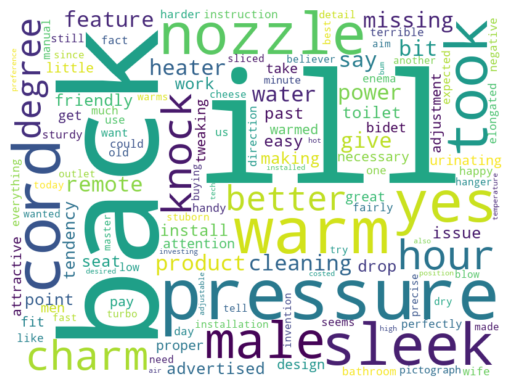 harder instruction
still fact
manual
feature
since
little
friendly
get
sturdy
much
use
want could
old
outlet
remote
tendency
wanted
everything
today
master
seat low
point
men
pay
turbo
fit fast
like
need air
day
tell
installation
charm
attractive
cord
degree
back
heater
work
knock
handy
buying
tech
stuborn
investing
desired
adjustable
install
attention
product
proper
advertised
nozzle
ill
sliced
believer
minute
cheese
warmed
warms
past
easy
making
tweaking
water
bit
say
take
power
aim
enema
us
direction
toilet
give
necessary
better
warm
great
fairly
cleaning
pressure
male
costed
seems
invention
design
bathroom
precise
perfectly
pictograph
made
wife
high
position
dry
blow
also
try
drop
issue
hour
sleek
yes
one
bidet
installed
hot
bum
temperature
terrible
best
detail
another
missing
adjustment
expected
elongated
negative
urinating
happy
hanger
preference
took